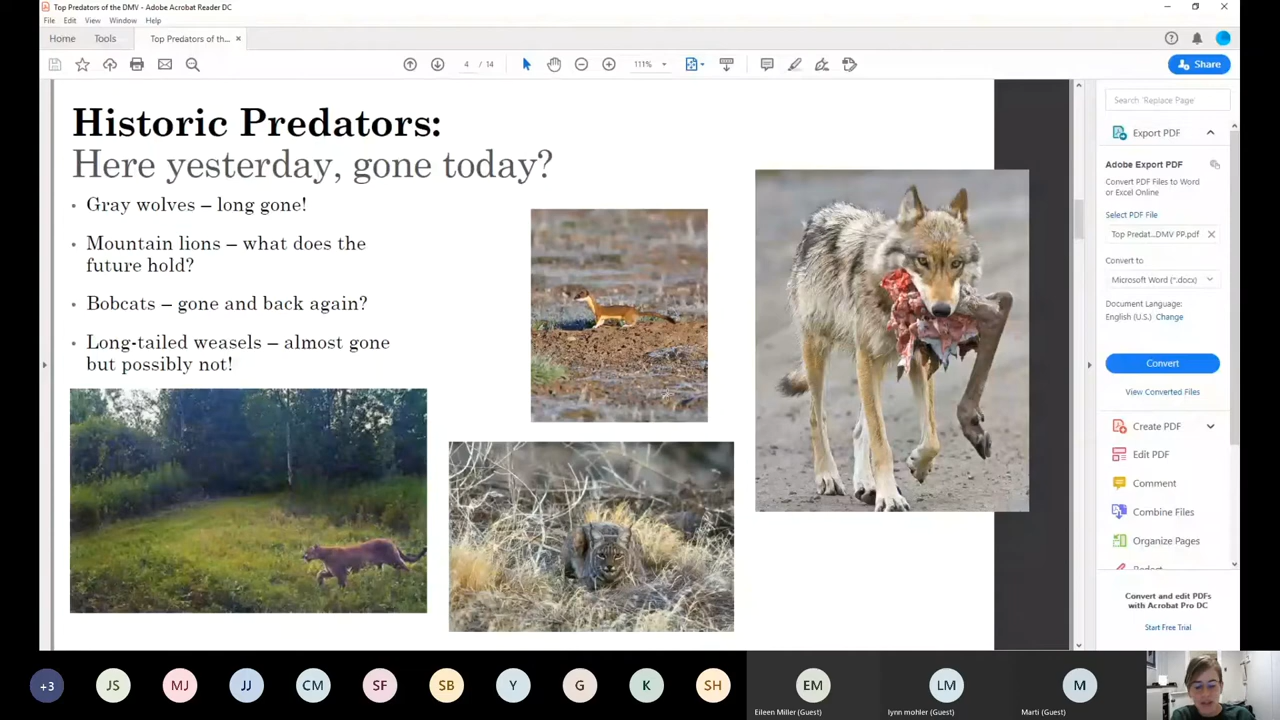 Top Predators of the DMV - Adobe Acrobat Reader DC
File Edit View Window Help
Home Tools Top Predators of th... ×
4 / 14 111% Share
Historic Predators:
Here yesterday, gone today?
• Gray wolves – long gone!
• Mountain lions – what does the
future hold?
• Bobcats – gone and back again?
• Long-tailed weasels – almost gone
but possibly not!
Search 'Replace Page'
Export PDF
Adobe Export PDF
Convert PDF Files to Word
or Excel Online
Select PDF File
Top Predat...DMV PP.pdf
Convert to
Microsoft Word (*.docx)
Document Language:
English (U.S.) Change
Convert
View Converted Files
Create PDF
Edit PDF
Comment
Combine Files
Organize Pages
Convert and edit PDFs
with Acrobat Pro DC
Start Free Trial
+3 JS MJ JJ CM SF SB Y G K SH EM LM M
Eileen Miller (Guest) lynn mohler (Guest) Marti (Guest)